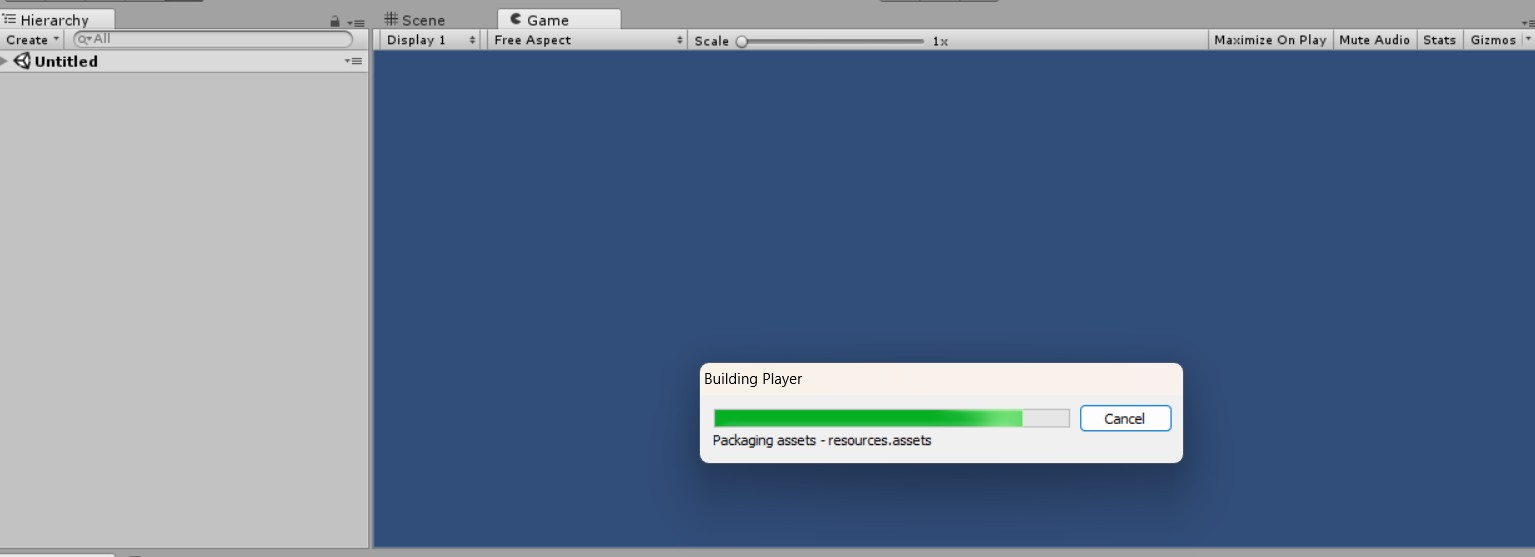 Hierarchy
Scene
Game
Create
All
Display 1
Free Aspect
Scale
1x
Maximize On Play
Mute Audio
Stats
Gizmos
Untitled
Building Player
Cancel
Packaging assets - resources.assets